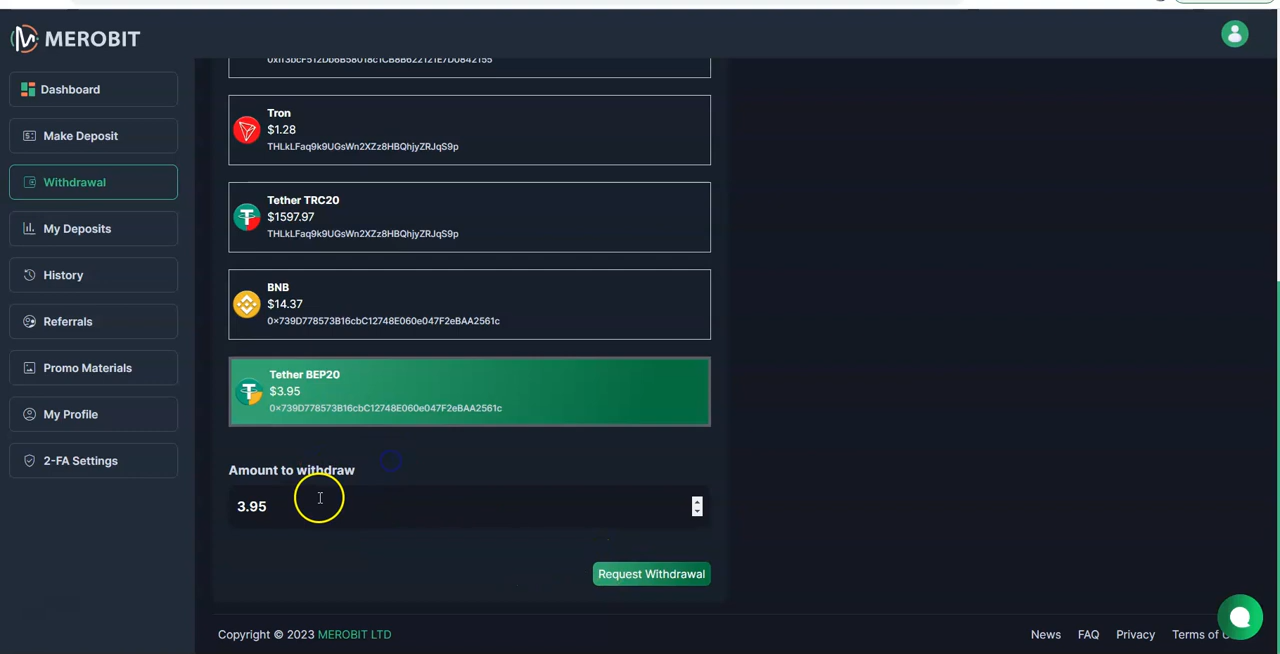 MEROBIT
Dashboard
Make Deposit
Withdrawal
My Deposits
History
Referrals
Promo Materials
My Profile
2-FA Settings
Tron
$1.28
THLkLFaq9k9UGsWn2XZz8HBQhjyZRJqS9p
Tether TRC20
$1597.97
THLkLFaq9k9UGsWn2XZz8HBQhjyZRJqS9p
BNB
$14.37
0x739D778573B16cbC12748E060e047F2eBAA2561c
Tether BEP20
$3.95
0x739D778573B16cbC12748E060e047F2eBAA2561c
Amount to withdraw
3.95
Request Withdrawal
Copyright © 2023 MEROBIT LTD
News FAQ Privacy Terms of